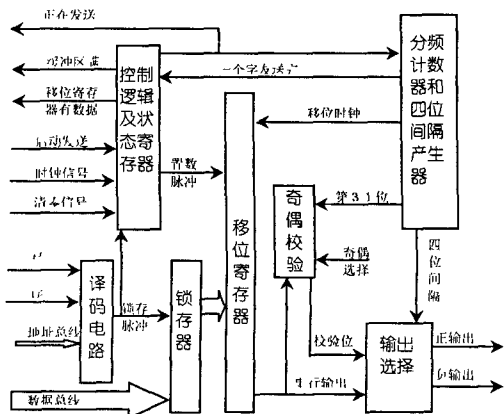 正在发送
缓冲区满
移位寄存
器有数据
启动发送
时钟信号
清零信号
控制
逻辑
及状
态寄
存器
一个字发送完
分频
计数
器和
四位
间隔
产生
器
移位时钟
置数
脉冲
移位寄存器
第31位
奇偶
校验
奇偶
选择
四位间隔
译码
电路
地址总线
锁存
脉冲
锁存器
校验位
输出
选择
正输出
负输出
串行输出
数据总线